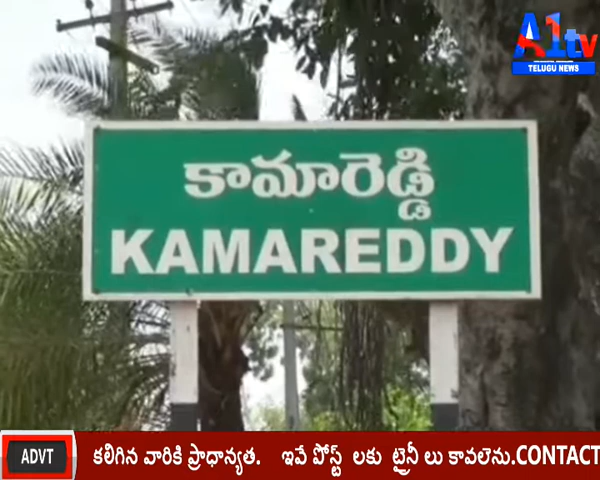 A1tv
TELUGU NEWS
కామారెడ్డి
KAMAREDDY
ADVT
కలిగిన వారికి ప్రాధాన్యత. ఇవే పోస్ట్ లకు ట్రైనీ లు కావలెను.CONTACT